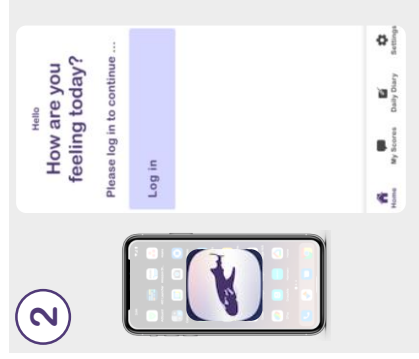 2
Hello
How are you
feeling today?
Please log in to continue ...
Log in
Home
My Scores
Daily Diary
Settings